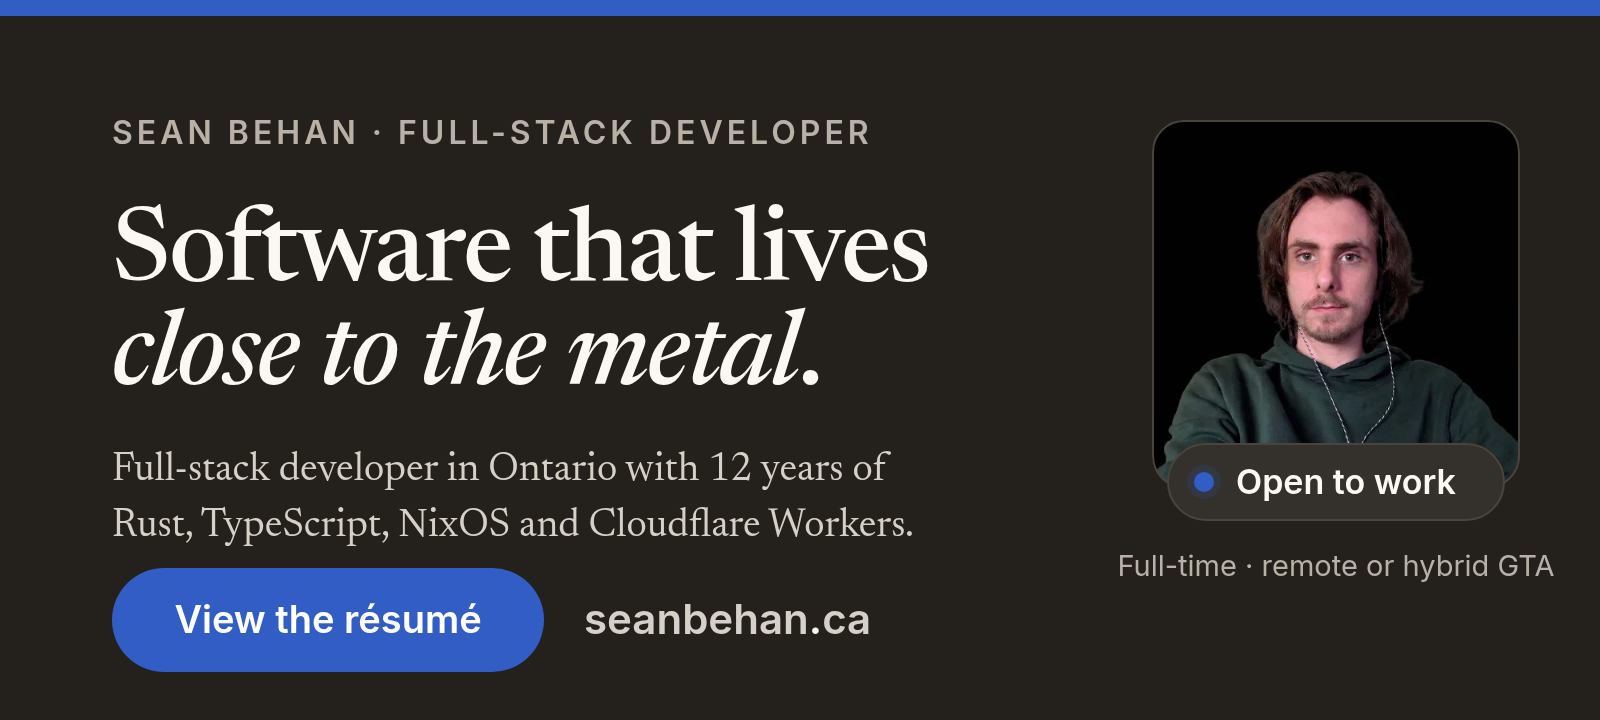 SEAN BEHAN · FULL-STACK DEVELOPER
Software that lives
close to the metal.
Full-stack developer in Ontario with 12 years of
Rust, TypeScript, NixOS and Cloudflare Workers.
View the résumé
seanbehan.ca
Open to work
Full-time · remote or hybrid GTA